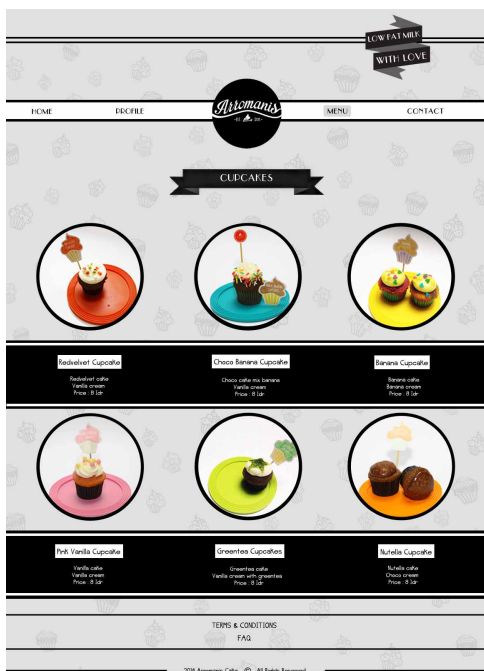 LOW FAT MILK
WITH LOVE
Arromanis
HOME
PROFILE
MENU
CONTACT
CUPCAKES
Redvelvet Cupcake
Redvelvet cake
Vanilla cream
Price : 8 Idr
Choco Banana Cupcake
Choco cake mix banana
Vanilla cream
Price : 8 Idr
Banana Cupcake
Banana cake
Banana cream
Price : 8 Idr
Pink Vanilla Cupcake
Vanilla cake
Vanilla cream
Price : 8 Idr
Greentea Cupcakes
Greentea cake
Vanilla cream with greentea
Price : 8 Idr
Nutella Cupcake
Nutella cake
Choco cream
Price : 8 Idr
TERMS & CONDITIONS
FAQ